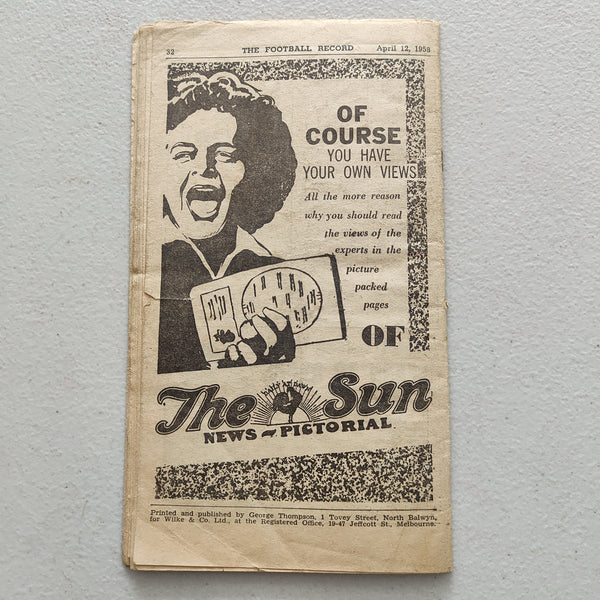 32 THE FOOTBALL RECORD April 12, 1958
OF
COURSE
YOU HAVE
YOUR OWN VIEWS
All the more reason
why you should read
the views of the
experts in the
picture
packed
pages
OF
The Sun
NEWS-PICTORIAL
Printed and published by George Thompson, 1 Tovey Street, North Balwyn,
for Wilke & Co. Ltd., at the Registered Office, 19-47 Jeffcott St., Melbourne.